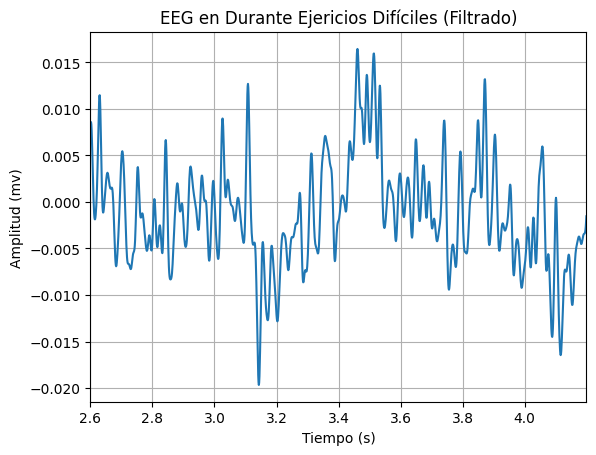 EEG en Durante Ejericios Difíciles (Filtrado)
Amplitud (mv)
0.015
0.010
0.005
0.000
−0.005
−0.010
−0.015
−0.020
2.6 2.8 3.0 3.2 3.4 3.6 3.8 4.0
Tiempo (s)